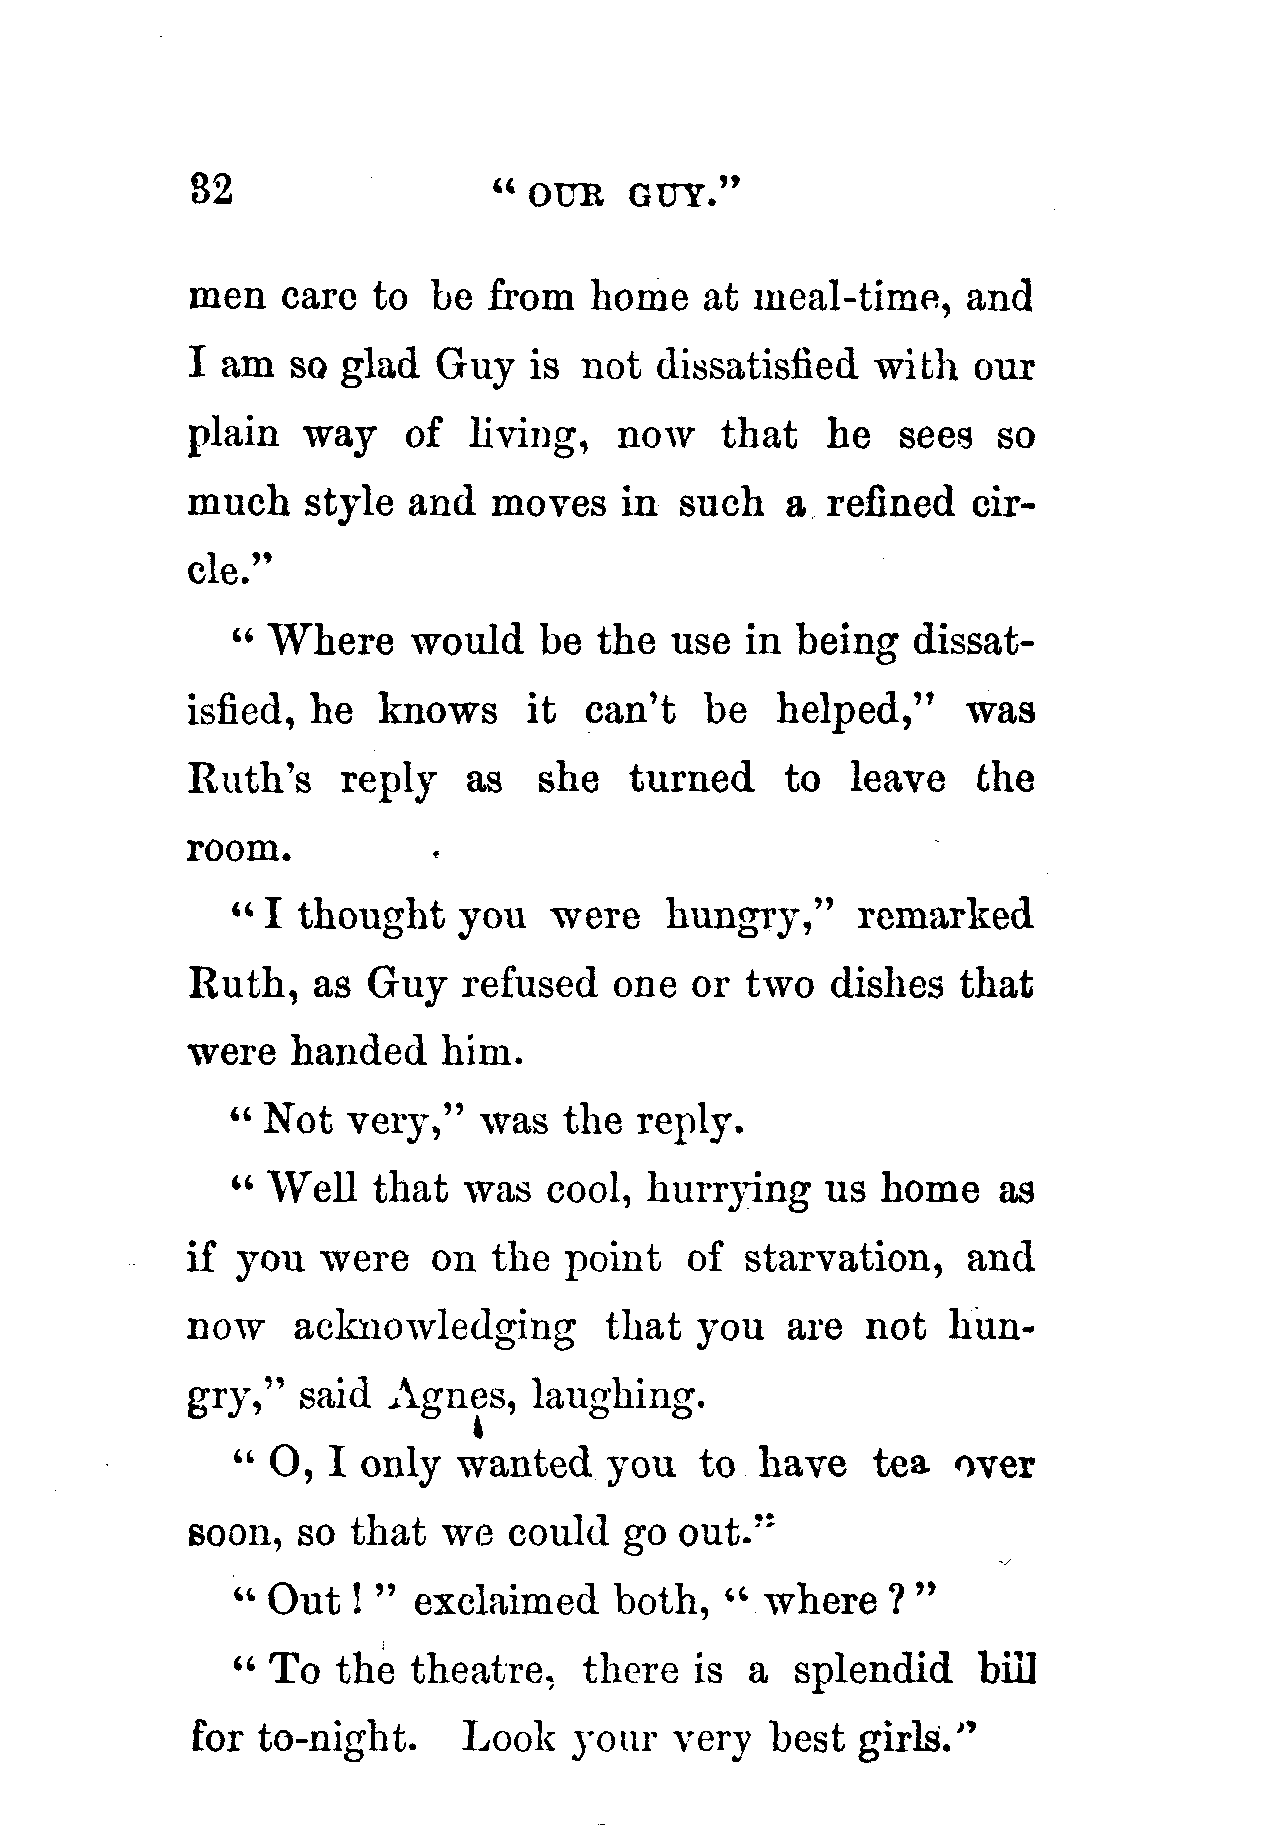 32 " OUR GUY."
men care to be from home at meal-time, and
I am so glad Guy is not dissatisfied with our
plain way of living, now that he sees so
much style and moves in such a refined cir-
cle."
" Where would be the use in being dissat-
isfied, he knows it can't be helped," was
Ruth's reply as she turned to leave the
room.
" I thought you were hungry," remarked
Ruth, as Guy refused one or two dishes that
were handed him.
" Not very," was the reply.
" Well that was cool, hurrying us home as
if you were on the point of starvation, and
now acknowledging that you are not hun-
gry," said Agnes, laughing.
" O, I only wanted you to have tea over
soon, so that we could go out."
" Out ! " exclaimed both, " where ? "
" To the theatre, there is a splendid bill
for to-night. Look your very best girls."